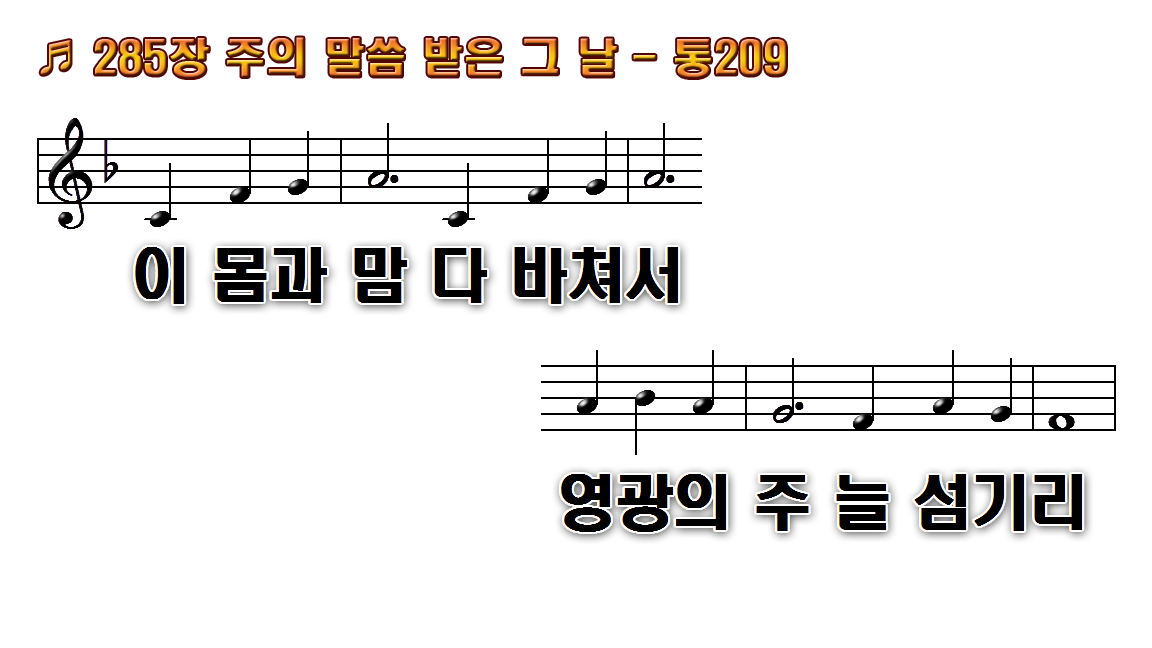 ♬ 285장 주의 말씀 받은 그 날 - 통209
이 몸과 맘 다 바쳐서
영광의 주 늘 섬기리